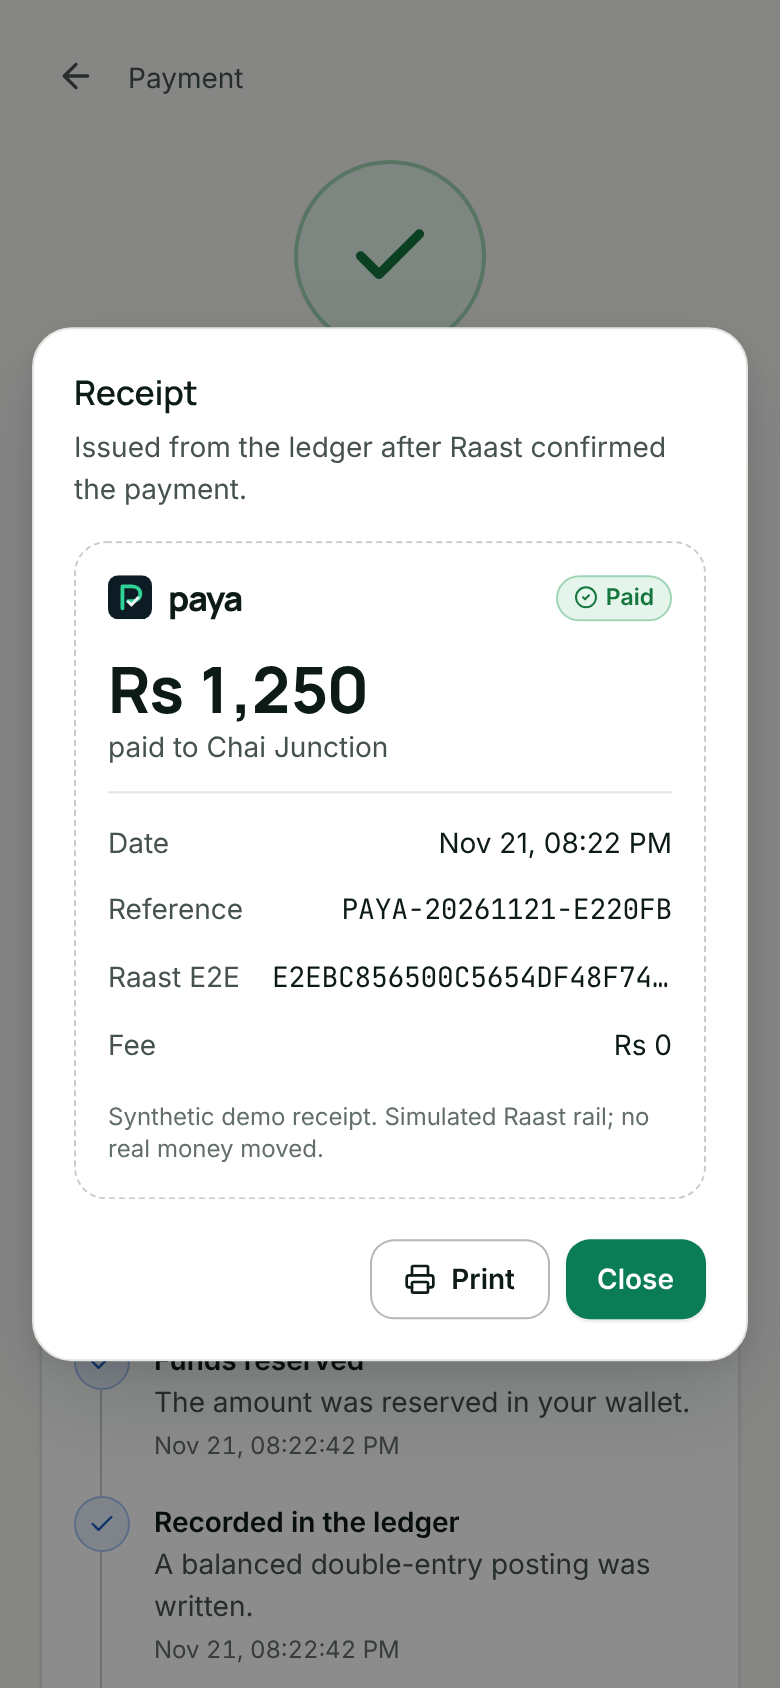 Payment
Receipt
Issued from the ledger after Raast confirmed
the payment.
paya
Paid
Rs 1,250
paid to Chai Junction
Date
Nov 21, 08:22 PM
Reference
PAYA-20261121-E220FB
Raast E2E
E2EBC856500C5654DF48F74…
Fee
Rs 0
Synthetic demo receipt. Simulated Raast rail; no
real money moved.
Print
Close
Funds reserved
The amount was reserved in your wallet.
Nov 21, 08:22:42 PM
Recorded in the ledger
A balanced double-entry posting was
written.
Nov 21, 08:22:42 PM